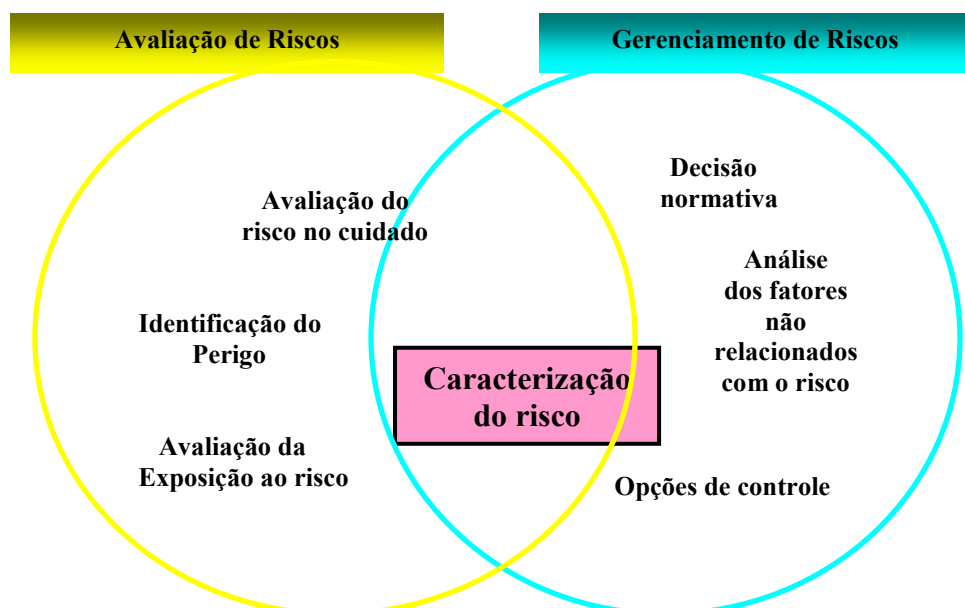 Avaliação de Riscos
Gerenciamento de Riscos
Avaliação do
risco no cuidado
Identificação do
Perigo
Avaliação da
Exposição ao risco
Caracterização
do risco
Decisão
normativa
Análise
dos fatores
não
relacionados
com o risco
Opções de controle